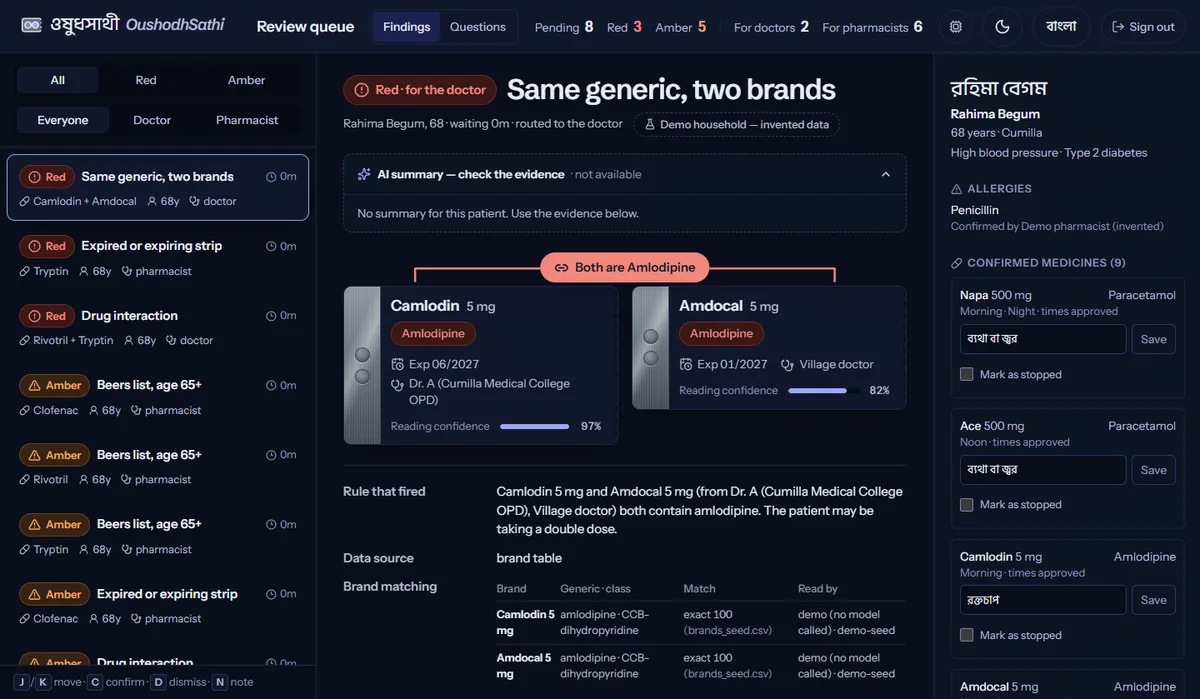 ওষুধসাথী OushodhSathi
Review queue
Findings Questions
Pending 8 Red 3 Amber 5 For doctors 2 For pharmacists 6
বাংলা
Sign out
All Red Amber
Everyone Doctor Pharmacist
Red Same generic, two brands 0m
Camlodin + Amdocal 68y doctor
Red Expired or expiring strip 0m
Tryptin 68y pharmacist
Red Drug interaction 0m
Rivotril + Tryptin 68y doctor
Amber Beers list, age 65+ 0m
Clofenac 68y pharmacist
Amber Beers list, age 65+ 0m
Rivotril 68y pharmacist
Amber Beers list, age 65+ 0m
Tryptin 68y pharmacist
Amber Expired or expiring strip 0m
Clofenac 68y pharmacist
Amber Drug interaction 0m
J / K move · C confirm · D dismiss · N note
Red · for the doctor Same generic, two brands
Rahima Begum, 68 · waiting 0m · routed to the doctor Demo household — invented data
AI summary — check the evidence · not available
No summary for this patient. Use the evidence below.
Both are Amlodipine
Camlodin 5 mg
Amlodipine
Exp 06/2027
Dr. A (Cumilla Medical College
OPD)
Reading confidence 97%
Amdocal 5 mg
Amlodipine
Exp 01/2027 Village doctor
Reading confidence 82%
Rule that fired
Camlodin 5 mg and Amdocal 5 mg (from Dr. A (Cumilla Medical College
OPD), Village doctor) both contain amlodipine. The patient may be
taking a double dose.
Data source brand table
Brand matching
Brand Generic · class Match Read by
Camlodin 5 amlodipine · CCB- exact 100 demo (no model
mg dihydropyridine (brands_seed.csv) called) · demo-seed
Amdocal 5 amlodipine · CCB- exact 100 demo (no model
mg dihydropyridine (brands_seed.csv) called) · demo-seed
রহিমা বেগম
Rahima Begum
68 years · Cumilla
High blood pressure · Type 2 diabetes
ALLERGIES
Penicillin
Confirmed by Demo pharmacist (invented)
CONFIRMED MEDICINES (9)
Napa 500 mg Paracetamol
Morning · Night · times approved
ব্যথা বা জ্বর Save
Mark as stopped
Ace 500 mg Paracetamol
Noon · times approved
ব্যথা বা জ্বর Save
Mark as stopped
Camlodin 5 mg Amlodipine
Morning · times approved
রক্তচাপ Save
Mark as stopped
Amdocal 5 mg Amlodipine